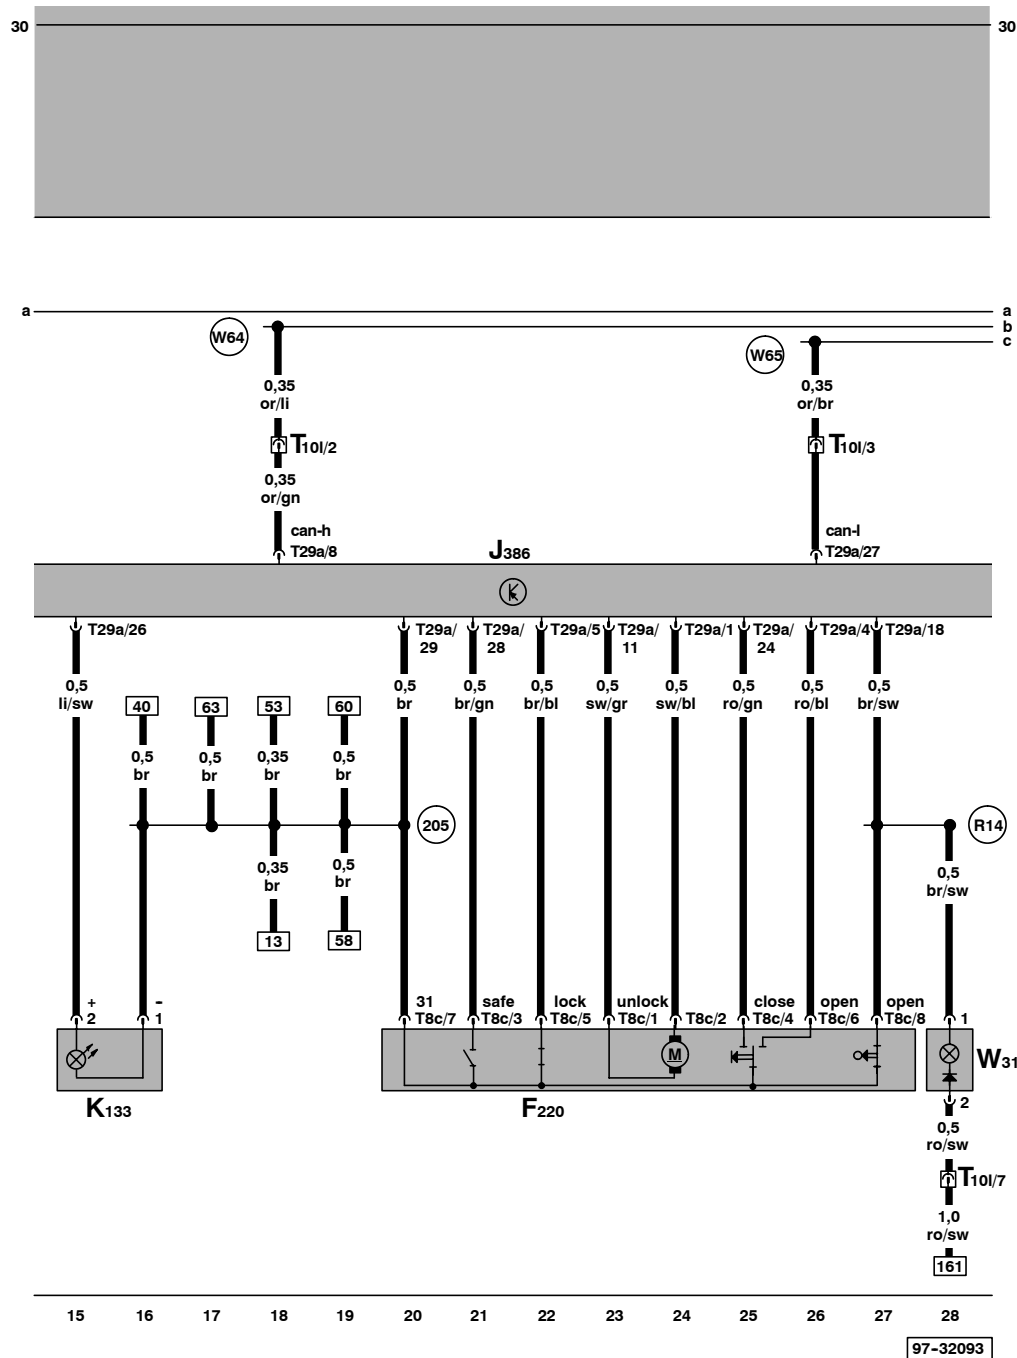 30 30
a a
b
c
W64 W65
0,35 0,35
or/li or/br
T10l/2 T10l/3
0,35
or/gn
can-h can-l
T29a/8 J386 T29a/27
T29a/26 T29a/ T29a/ T29a/5 T29a/ T29a/1 T29a/ T29a/4 T29a/18
29 28 11 24
0,5 0,5 0,5 0,5 0,5 0,5 0,5 0,5 0,5
li/sw br br/gn br/bl sw/gr sw/bl ro/gn ro/bl br/sw
40 63 53 60
0,5 0,5 0,35 0,5
br br br br
205 R14
0,35 0,5 0,5
br br br/sw
13 58
+ - 31 safe lock unlock close open open
2 1 T8c/7 T8c/3 T8c/5 T8c/1 T8c/2 T8c/4 T8c/6 T8c/8 1
M W31
K133 F220 2
0,5
ro/sw
T10l/7
1,0
ro/sw
161
15 16 17 18 19 20 21 22 23 24 25 26 27 28
97-32093